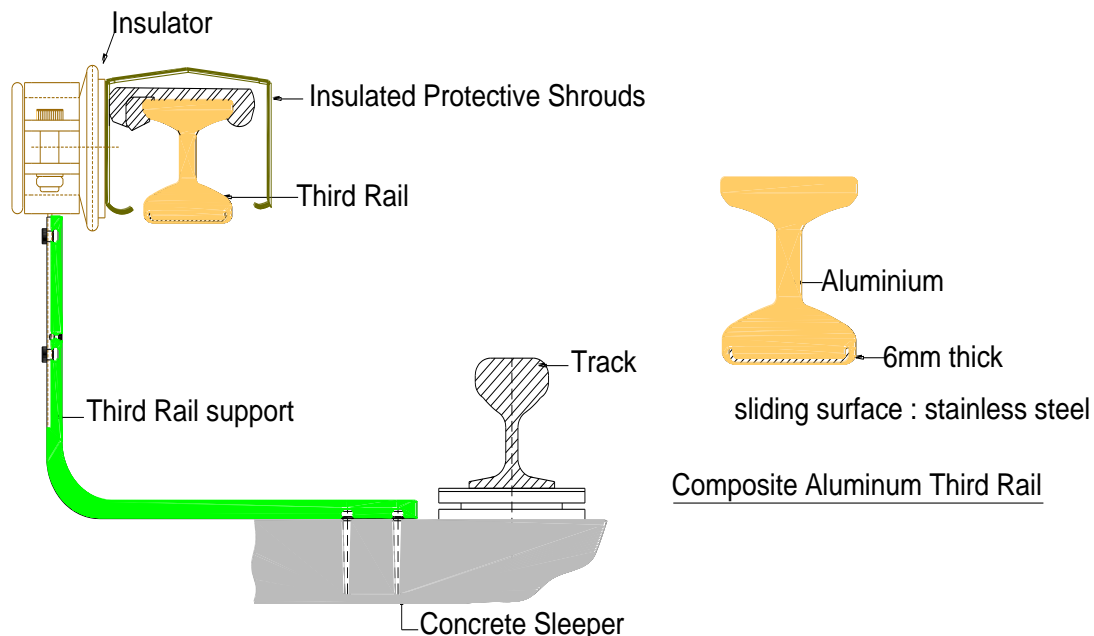 Insulator
Insulated Protective Shrouds
Third Rail
Aluminium
Track
6mm thick
Third Rail support
sliding surface : stainless steel
Composite Aluminum Third Rail
Concrete Sleeper